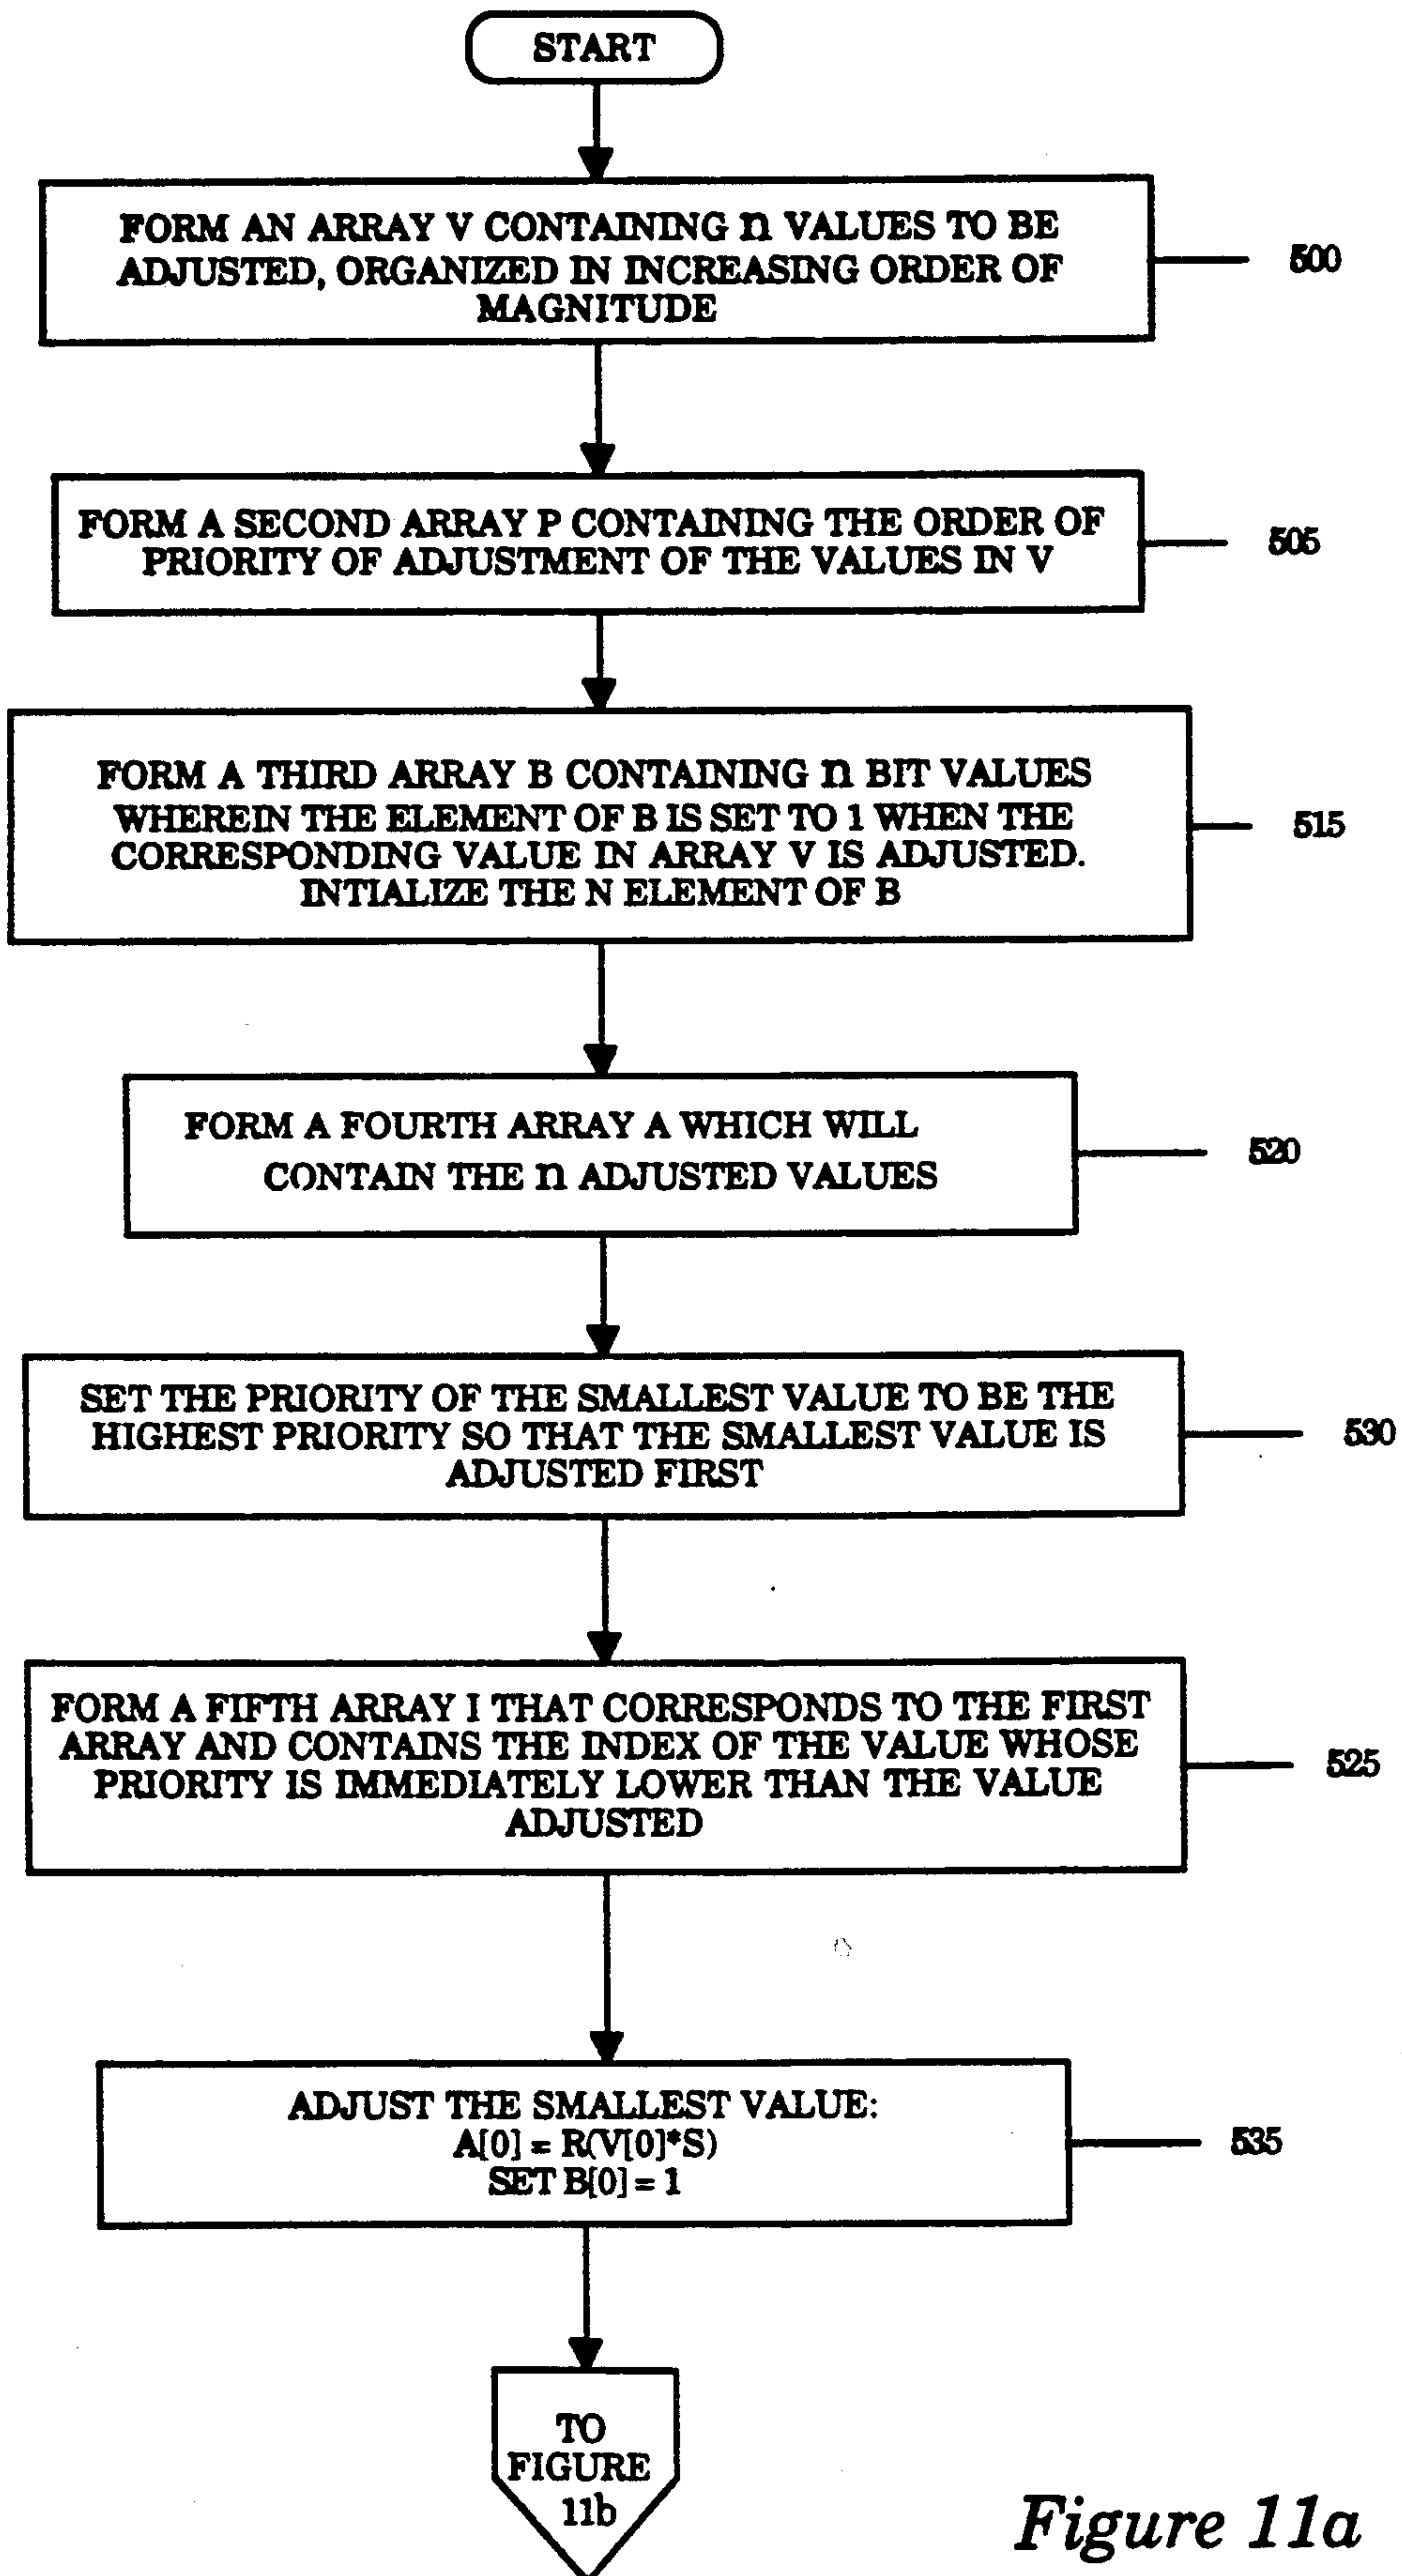 START
FORM AN ARRAY V CONTAINING n VALUES TO BE
ADJUSTED, ORGANIZED IN INCREASING ORDER OF
MAGNITUDE
500
FORM A SECOND ARRAY P CONTAINING THE ORDER OF
PRIORITY OF ADJUSTMENT OF THE VALUES IN V
505
FORM A THIRD ARRAY B CONTAINING n BIT VALUES
WHEREIN THE ELEMENT OF B IS SET TO 1 WHEN THE
CORRESPONDING VALUE IN ARRAY V IS ADJUSTED.
INTIALIZE THE N ELEMENT OF B
515
FORM A FOURTH ARRAY A WHICH WILL
CONTAIN THE n ADJUSTED VALUES
520
SET THE PRIORITY OF THE SMALLEST VALUE TO BE THE
HIGHEST PRIORITY SO THAT THE SMALLEST VALUE IS
ADJUSTED FIRST
530
FORM A FIFTH ARRAY I THAT CORRESPONDS TO THE FIRST
ARRAY AND CONTAINS THE INDEX OF THE VALUE WHOSE
PRIORITY IS IMMEDIATELY LOWER THAN THE VALUE
ADJUSTED
525
ADJUST THE SMALLEST VALUE:
A[0] = R(V[0]*S)
SET B[0] = 1
535
TO
FIGURE
11b
Figure 11a